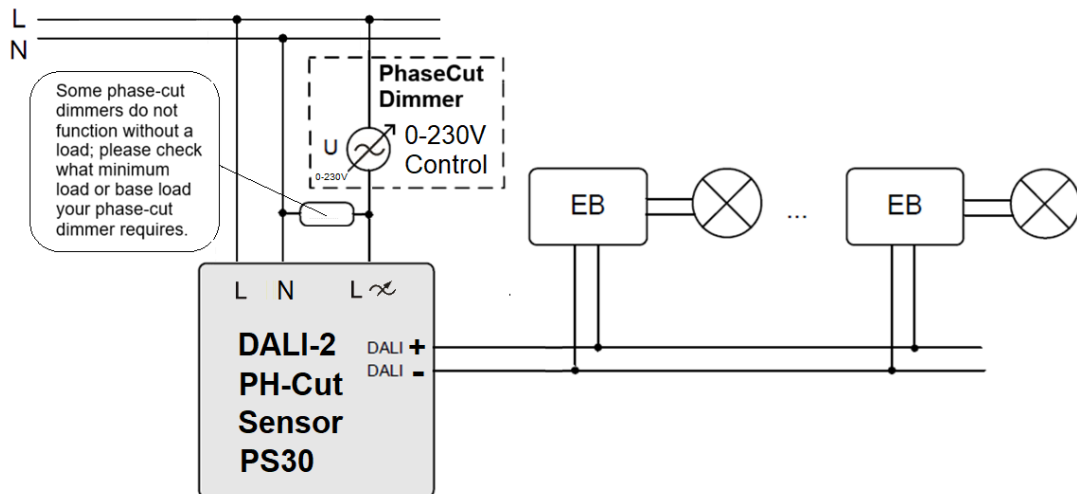 L
N
Some phase-cut
dimmers do not
function without a
load; please check
what minimum
load or base load
your phase-cut
dimmer requires.
PhaseCut
Dimmer
U
0-230V
0-230V
Control
EB
...
EB
L N L
DALI-2
PH-Cut
Sensor
PS30
DALI +
DALI -